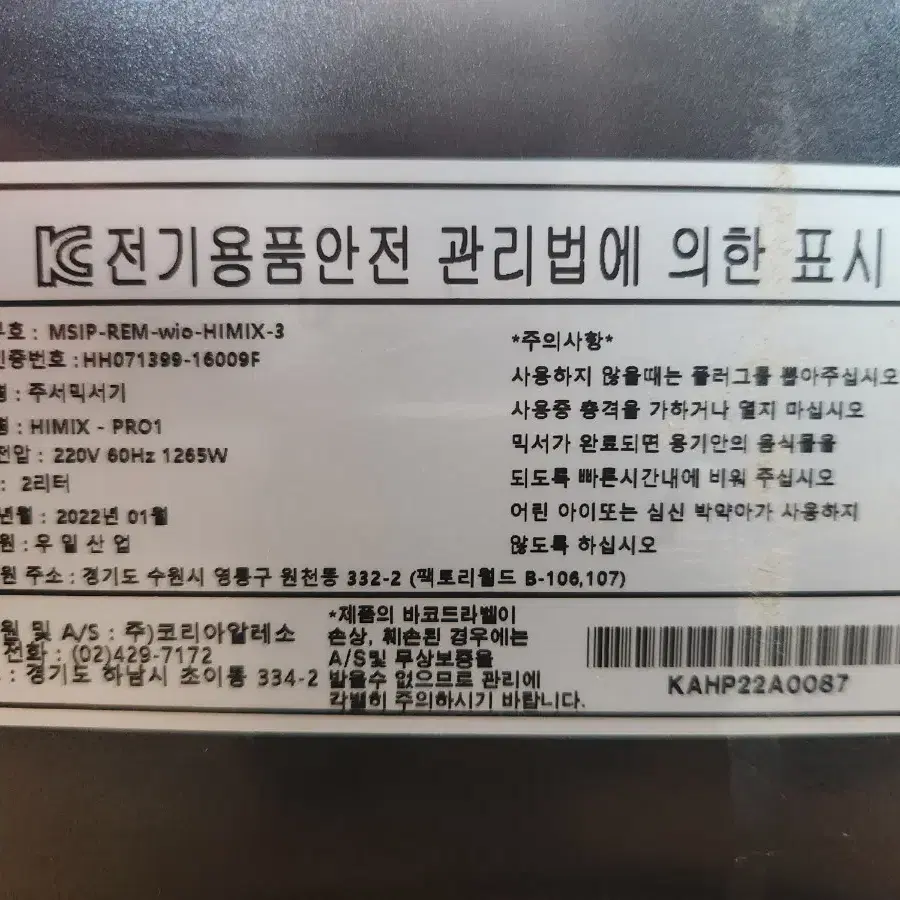 KC 전기용품안전 관리법에 의한 표시
호 : MSIP-REM-wio-HIMIX-3
인증번호 : HH071399-16009F
명 : 주서믹서기
명 : HIMIX - PRO1
전압 : 220V 60Hz 1265W
: 2리터
년월 : 2022년 01월
원 : 우일산업
원 주소 : 경기도 수원시 영통구 원천동 332-2 (팩토리월드 B-106,107)
*주의사항*
사용하지 않을때는 플러그를 뽑아주십시오
사용중 충격을 가하거나 열지 마십시오
믹서가 완료되면 용기안의 음식물을
되도록 빠른시간내에 비워 주십시오
어린 아이또는 심신 박약아가 사용하지
않도록 하십시오
원 및 A/S : 주)코리아알레소
전화 : (02)429-7172
: 경기도 하남시 초이동 334-2
*제품의 바코드라벨이
손상, 훼손된 경우에는
A/S및 무상보증을
받을수 없으므로 관리에
각별히 주의하시기 바랍니다.
KAHP22A0087